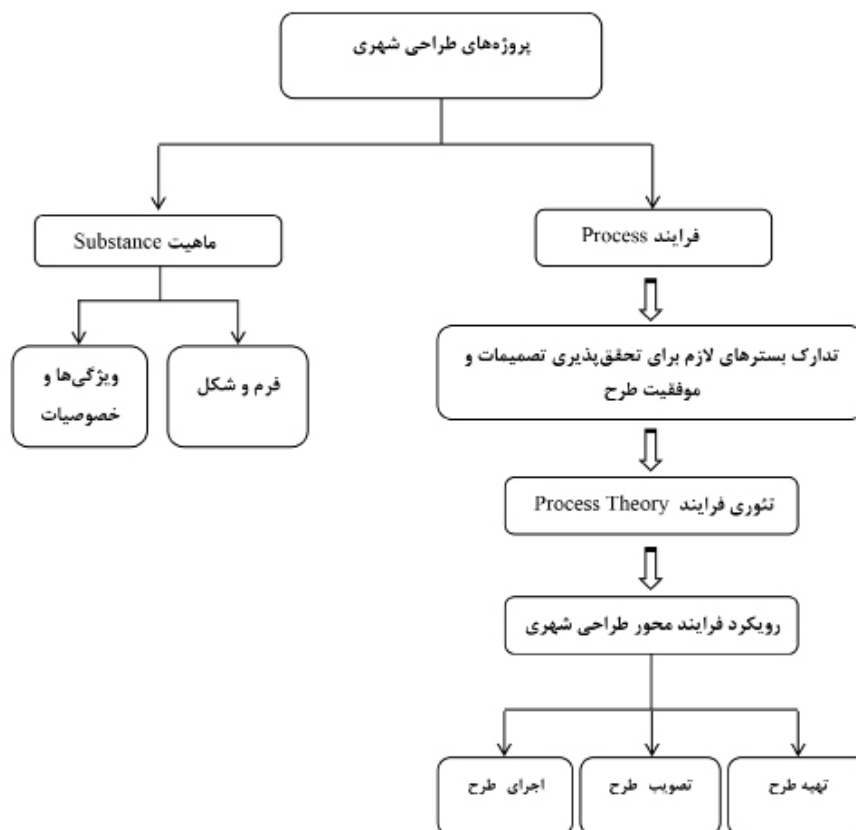 پروژه‌های طراحی شهری
فرایند Process
ماهیت Substance
تدارک بسترهای لازم برای تحقق‌پذیری تصمیمات و
موفقیت طرح
فرم و شکل
ویژگی‌ها و
خصوصیات
تئوری فرایند Process Theory
رویکرد فرایند محور طراحی شهری
تهیه طرح
تصویب طرح
اجرای طرح